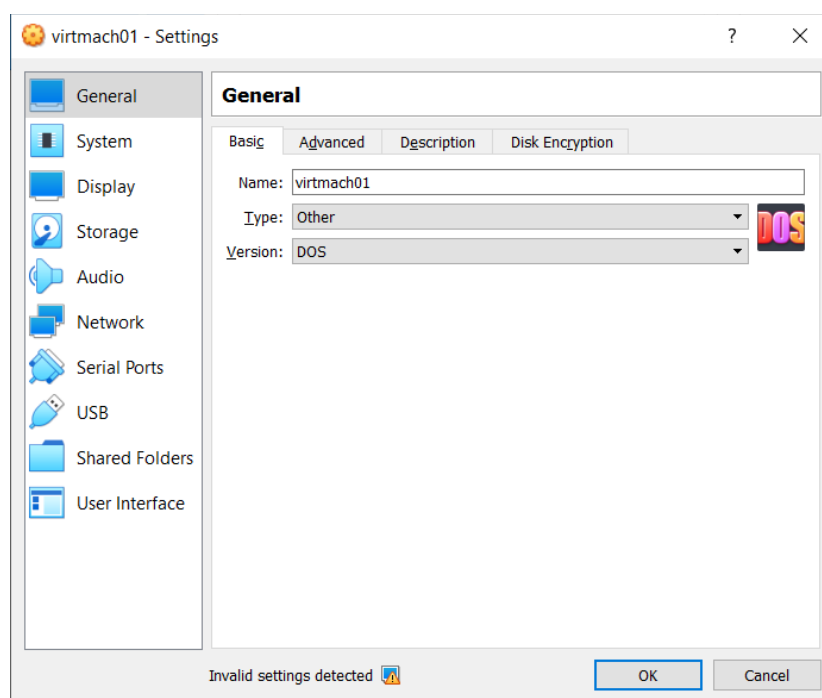 virtmach01 - Settings ?
General
System
Display
Storage
Audio
Network
Serial Ports
USB
Shared Folders
User Interface
General
Basic Advanced Description Disk Encryption
Name: virtmach01
Type: Other
DOS
Version: DOS
Invalid settings detected OK Cancel